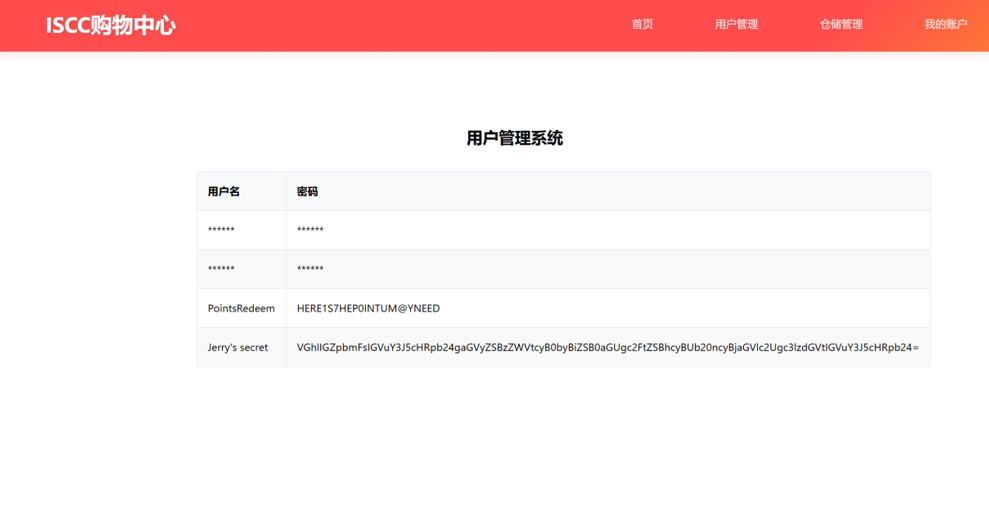 ISCC购物中心
首页 用户管理 仓储管理 我的账户
用户管理系统
用户名 密码
****** ******
****** ******
PointsRedeem HERE1S7HEP0INTUM@YNEED
Jerry's secret VGhlIGZpbmFsIGVuY3J5cHRpb24gaGVyZSBzZWVtcyB0byBiZSB0aGUgc2FtZSBhcyBUb20ncyBjaGVlc2Ugc3lzdGVtIGVuY3J5cHRpb24=